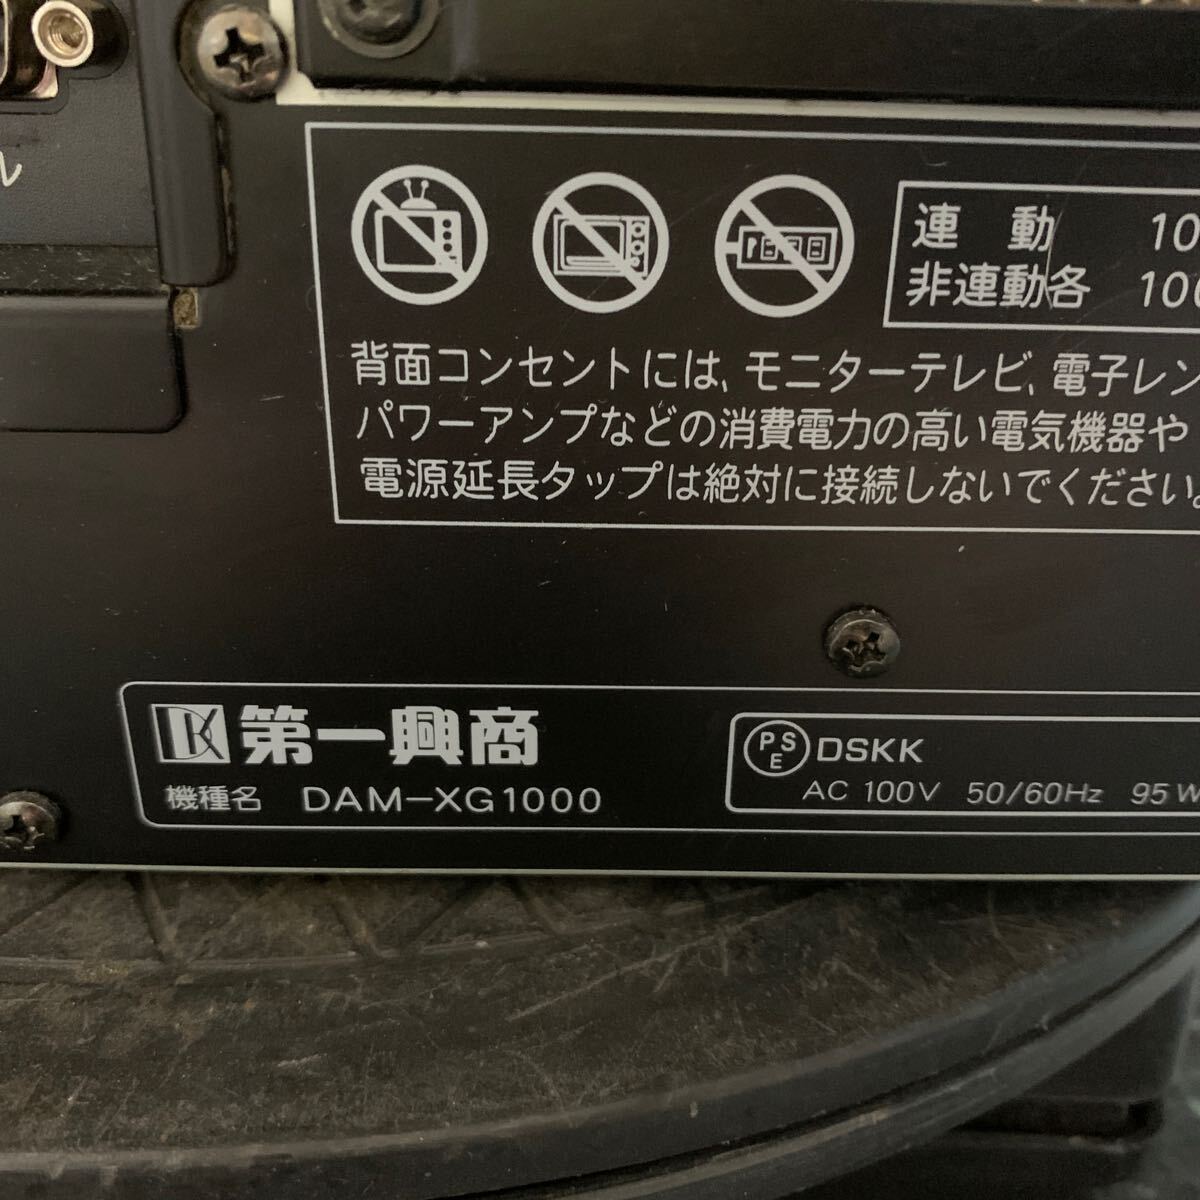 ル
連 動 10
非連動各 100
背面コンセントには、モニターテレビ、電子レン
パワーアンプなどの消費電力の高い電気機器や
電源延長タップは絶対に接続しないでください。
DK 第一興商
機種名 DAM-XG1000
PSE DSKK
AC 100V 50/60Hz 95W